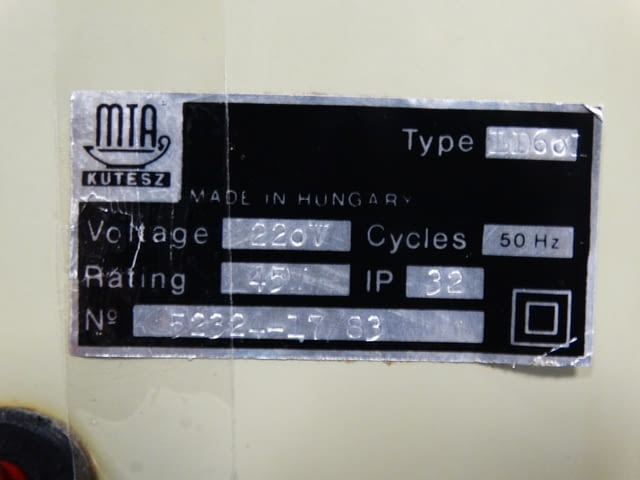 MTA
KUTESZ
Type
MADE IN HUNGARY
Voltage 220V Cycles 50 Hz
Rating IP 32
Nº